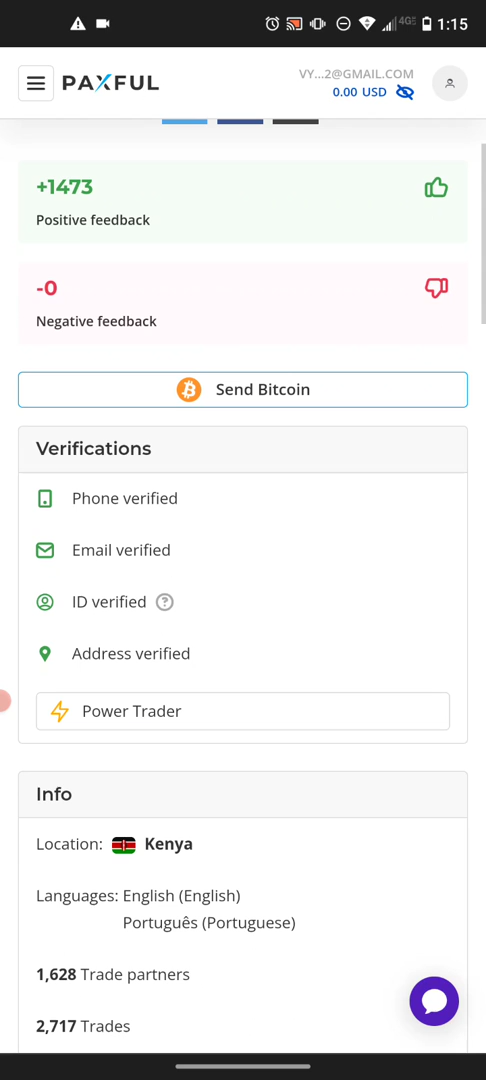 4G 1:15
PAXFUL
VY...2@GMAIL.COM
0.00 USD
+1473
Positive feedback
-0
Negative feedback
Send Bitcoin
Verifications
Phone verified
Email verified
ID verified ?
Address verified
Power Trader
Info
Location: Kenya
Languages: English (English)
Português (Portuguese)
1,628 Trade partners
2,717 Trades